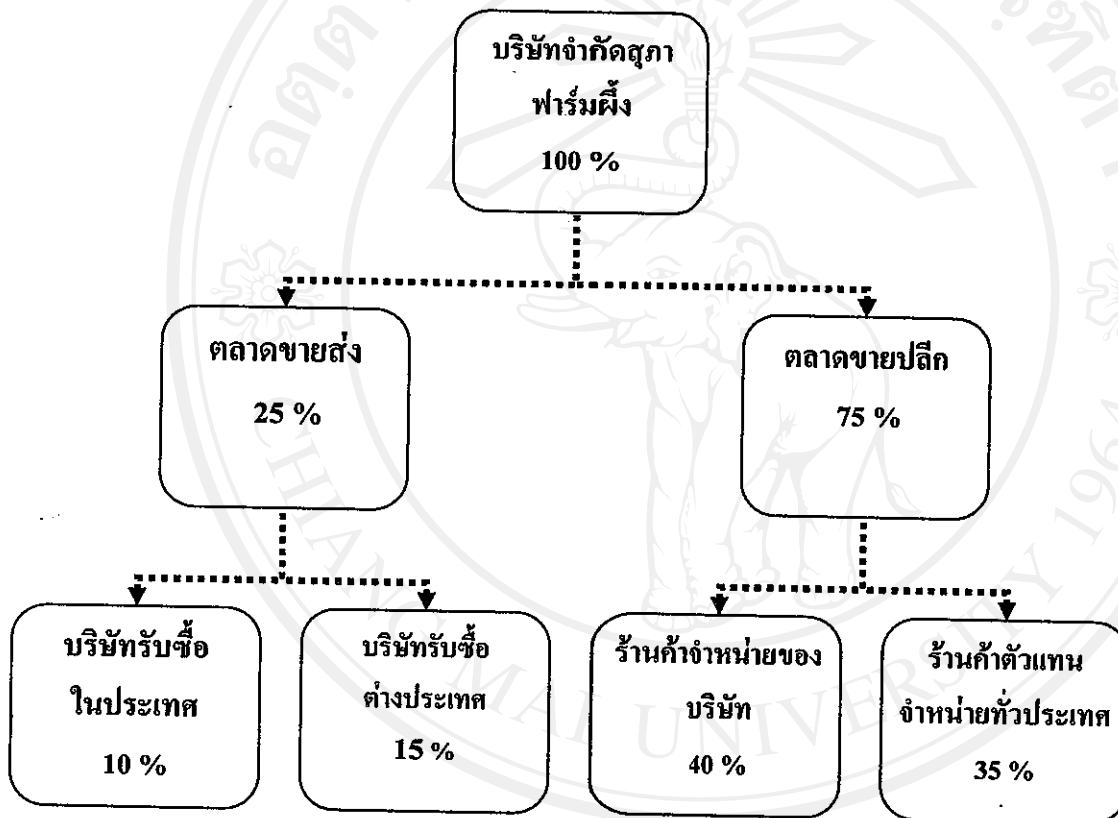 บริษัทจำกัดสุภา
ฟาร์มผึ้ง
100 %
ตลาดขายส่ง
25 %
ตลาดขายปลีก
75 %
บริษัทรับซื้อ
ในประเทศ
10 %
บริษัทรับซื้อ
ต่างประเทศ
15 %
ร้านค้าจำหน่ายของ
บริษัท
40 %
ร้านค้าตัวแทน
จำหน่ายทั่วประเทศ
35 %
CHIANG MAI UNIVERSITY 1964